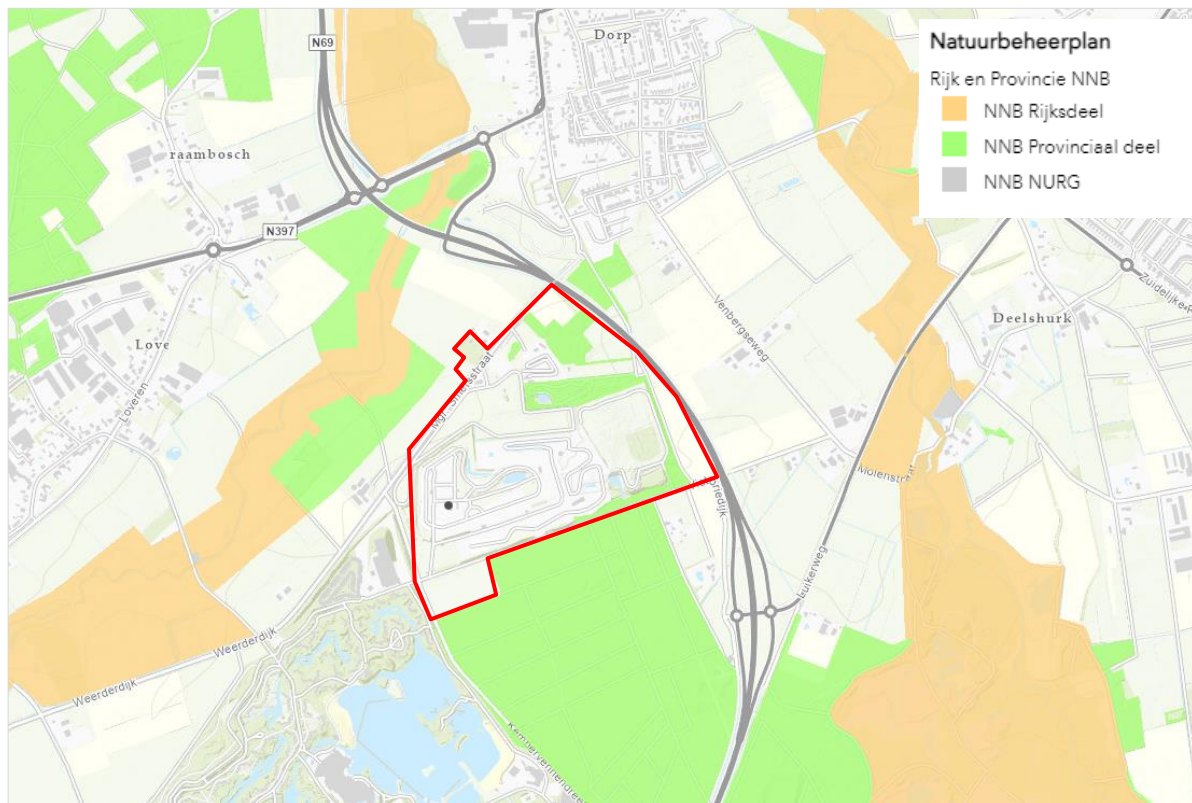 Natuurbeheerplan
Rijk en Provincie NNB
NNB Rijksdeel
NNB Provinciaal deel
NNB NURG
N69
Dorp
raambosch
N397
Zuidelijke
Deelshurk
Venbergseweg
Love
Loveren
Molenstraat
Weerderdijk
Weerderdijk